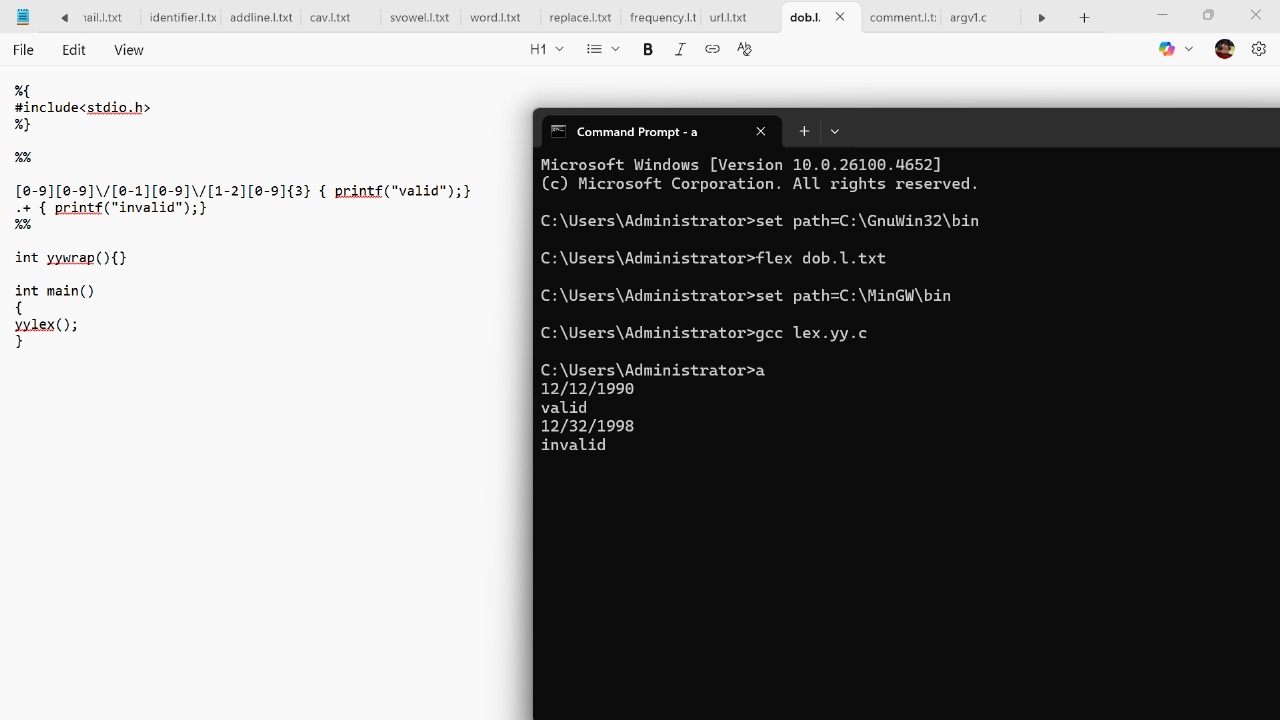 ail.l.txt identifier.l.tx addline.l.txt cav.l.txt svowel.l.txt word.l.txt replace.l.txt frequency.l.t url.l.txt dob.l. comment.l.t argv1.c
File Edit View H1 B I
%{
#include<stdio.h>
%}
%%
[0-9][0-9]\/[0-1][0-9]\/[1-2][0-9]{3} { printf("valid");}
.+ { printf("invalid");}
%%
int yywrap(){}
int main()
{
yylex();
}
Command Prompt - a
Microsoft Windows [Version 10.0.26100.4652]
(c) Microsoft Corporation. All rights reserved.
C:\Users\Administrator>set path=C:\GnuWin32\bin
C:\Users\Administrator>flex dob.l.txt
C:\Users\Administrator>set path=C:\MinGW\bin
C:\Users\Administrator>gcc lex.yy.c
C:\Users\Administrator>a
12/12/1990
valid
12/32/1998
invalid